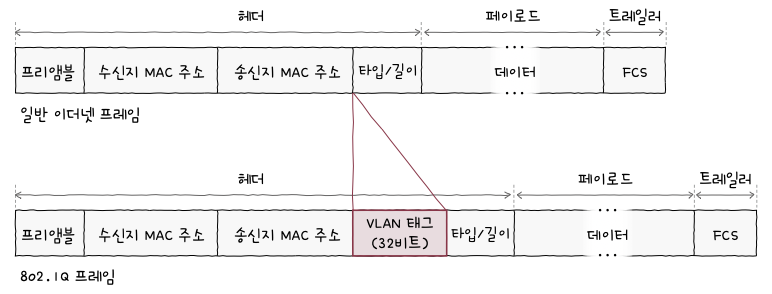 헤더 페이로드 트레일러
프리앰블 수신지 MAC 주소 송신지 MAC 주소 타입/길이 데이터 FCS
일반 이더넷 프레임
헤더 페이로드 트레일러
프리앰블 수신지 MAC 주소 송신지 MAC 주소 VLAN 태그 (32비트) 타입/길이 데이터 FCS
802.1Q 프레임